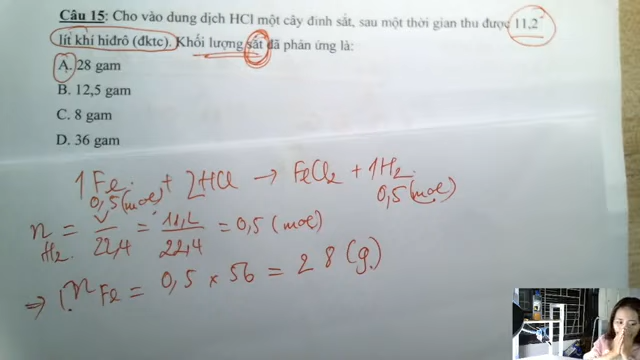 Câu 15: Cho vào dung dịch HCl một cây đinh sắt, sau một thời gian thu được 11,2
lít khí hiđrô (đktc). Khối lượng sắt đã phản ứng là:
A. 28 gam
B. 12,5 gam
C. 8 gam
D. 36 gam
1Fe + 2HCl → FeCl2 + 1H2
0,5 (mol) 0,5 (mol)
n H2 = V/22,4 = 11,2/22,4 = 0,5 (mol)
⇒ m Fe = 0,5 × 56 = 28 (g)